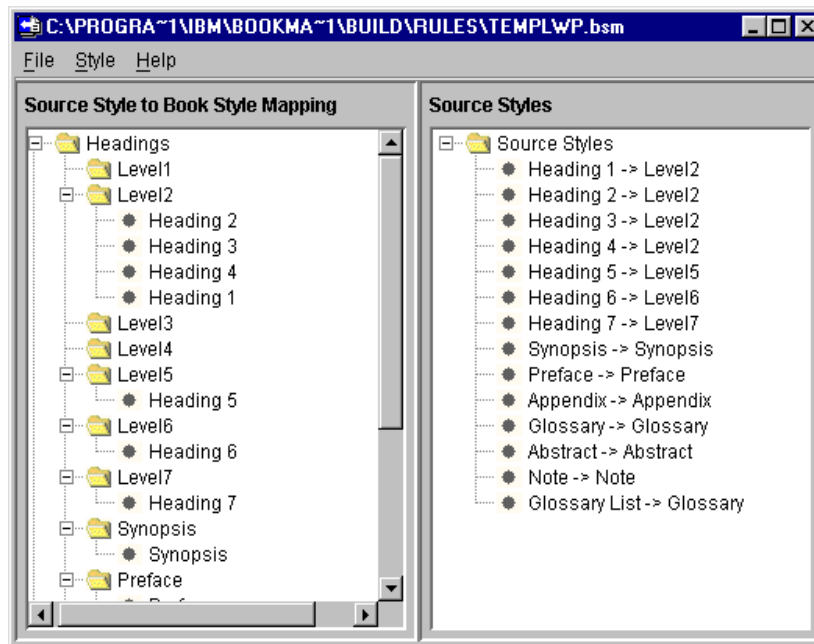 C:\PROGRA~1\IBM\BOOKMA~1\BUILD\RULES\TEMPLWP.bsm
File Style Help
Source Style to Book Style Mapping
Headings
Level1
Level2
Heading 2
Heading 3
Heading 4
Heading 1
Level3
Level4
Level5
Heading 5
Level6
Heading 6
Level7
Heading 7
Synopsis
Synopsis
Preface
Source Styles
Source Styles
Heading 1 -> Level2
Heading 2 -> Level2
Heading 3 -> Level2
Heading 4 -> Level2
Heading 5 -> Level5
Heading 6 -> Level6
Heading 7 -> Level7
Synopsis -> Synopsis
Preface -> Preface
Appendix -> Appendix
Glossary -> Glossary
Abstract -> Abstract
Note -> Note
Glossary List -> Glossary